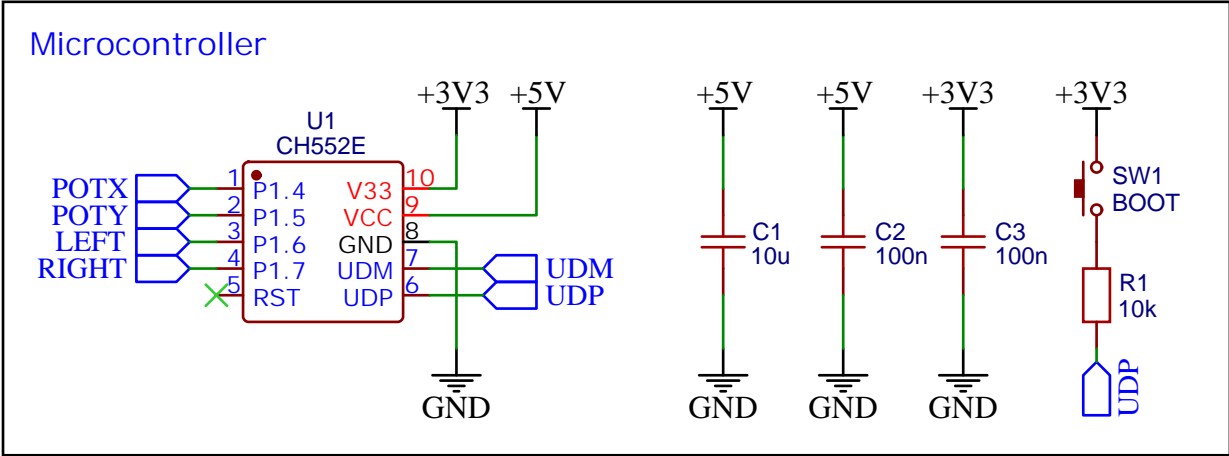 Microcontroller
+3V3 +5V
U1
CH552E
POTX 1 P1.4 V33 10
POTY 2 P1.5 VCC 9
LEFT 3 P1.6 GND 8
RIGHT 4 P1.7 UDM 7 UDM
5 RST UDP 6 UDP
GND
+5V
C1
10u
GND
+5V
C2
100n
GND
+3V3
C3
100n
GND
+3V3
SW1
BOOT
R1
10k
UDP